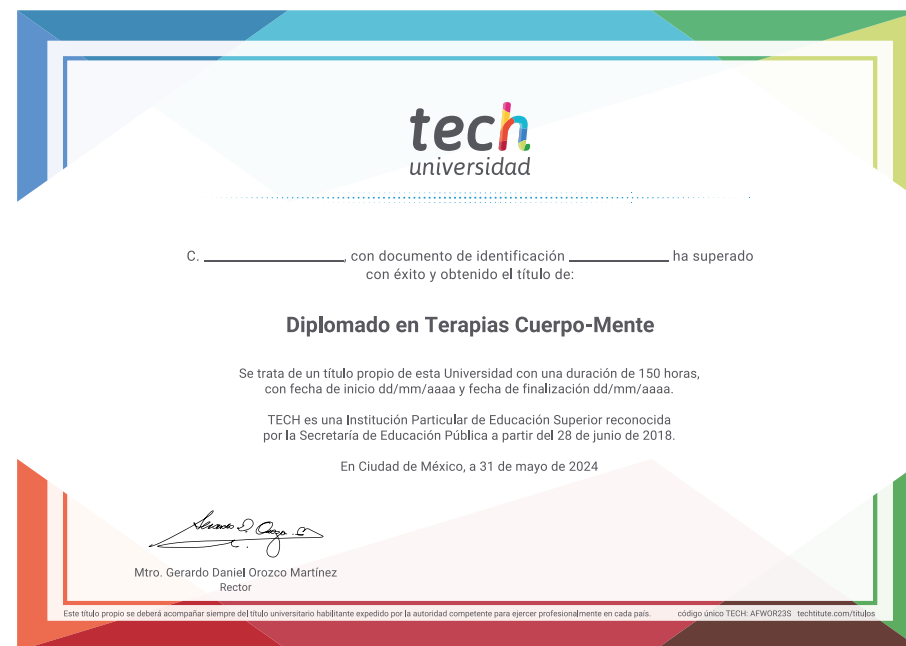 tech
universidad
C. ____________, con documento de identificación ____________ ha superado
con éxito y obtenido el título de:
Diplomado en Terapias Cuerpo-Mente
Se trata de un título propio de esta Universidad con una duración de 150 horas,
con fecha de inicio dd/mm/aaaa y fecha de finalización dd/mm/aaaa.
TECH es una Institución Particular de Educación Superior reconocida
por la Secretaría de Educación Pública a partir del 28 de junio de 2018.
En Ciudad de México, a 31 de mayo de 2024
Mtro. Gerardo Daniel Orozco Martínez
Rector
Este título propio se deberá acompañar siempre del título universitario habilitante expedido por la autoridad competente para ejercer profesionalmente en cada país. código único TECH: AFWOR23S techtitute.com/titulos